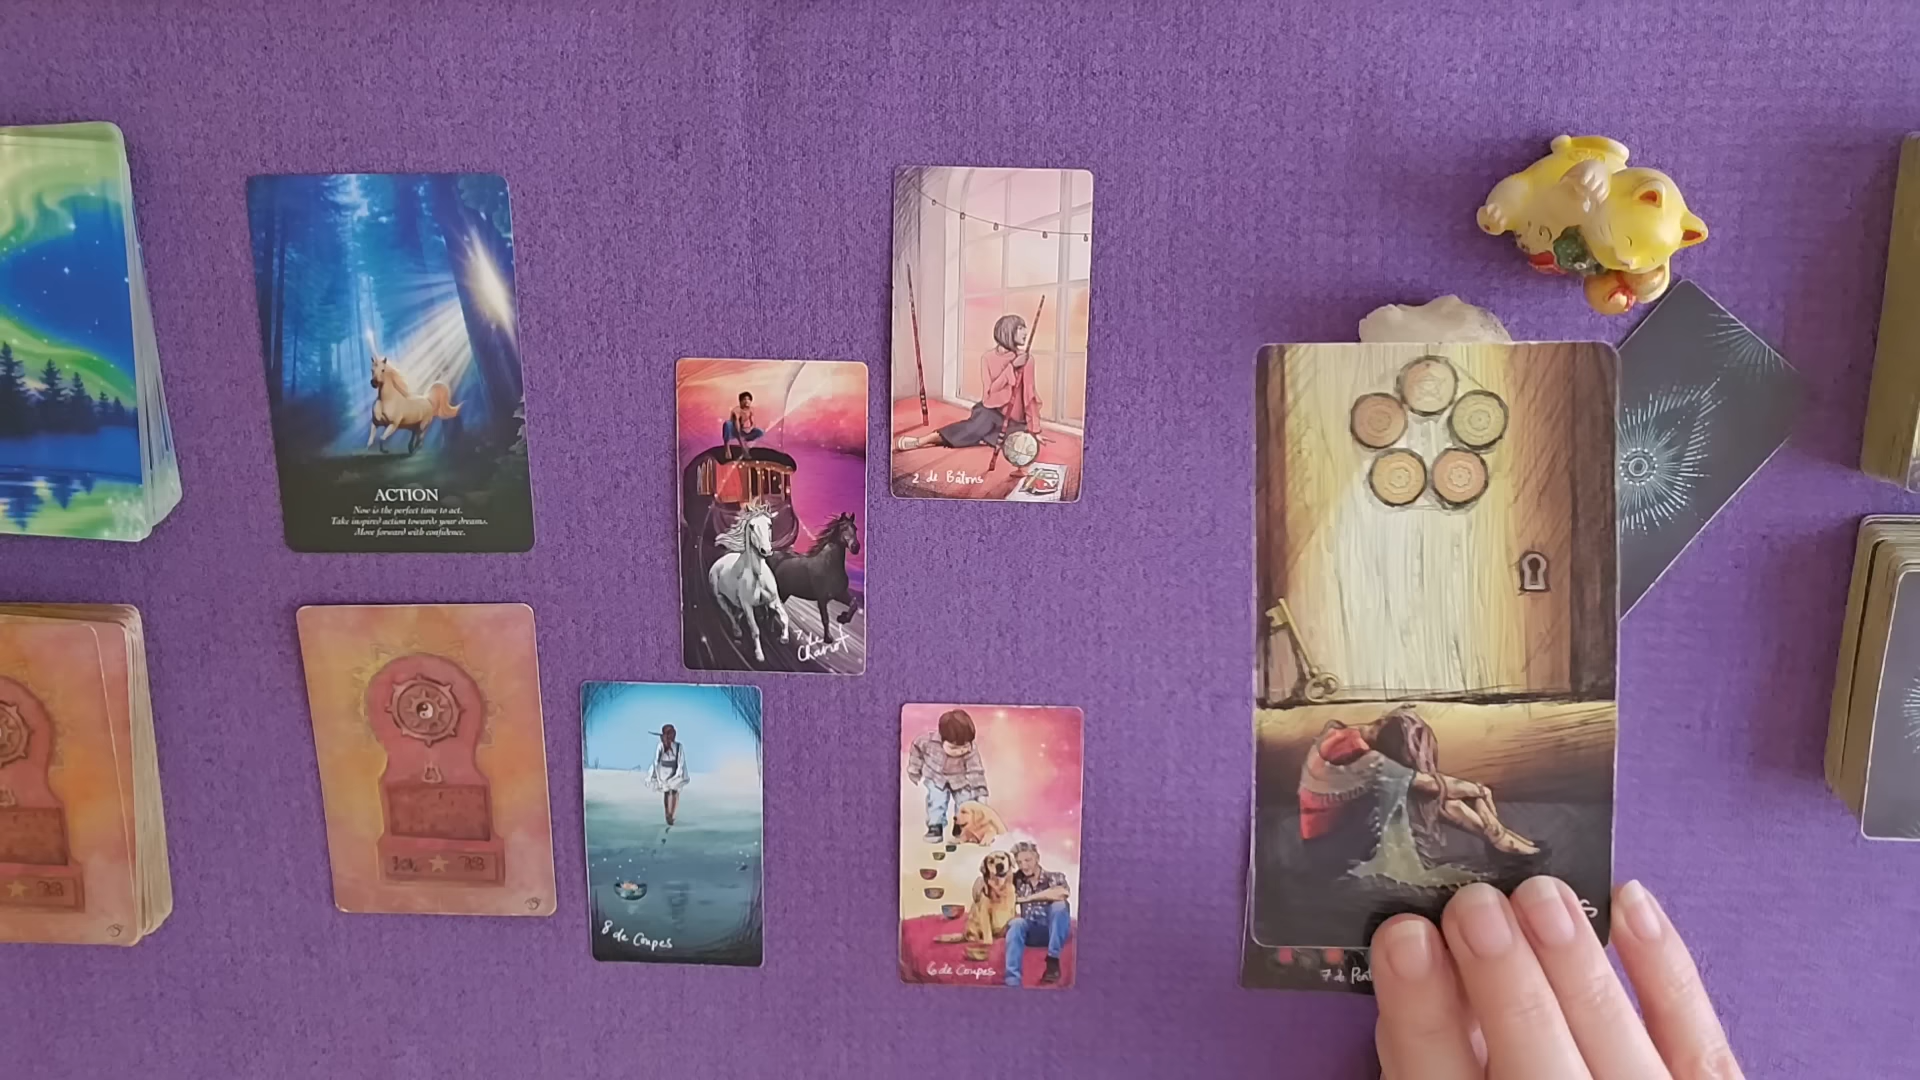 ACTION
Now is the perfect time to act.
Take inspired action towards your dreams.
Move forward with confidence.
2 de Bâtons
7. Le
Chariot
8 de Coupes
6 de Coupes
7 de